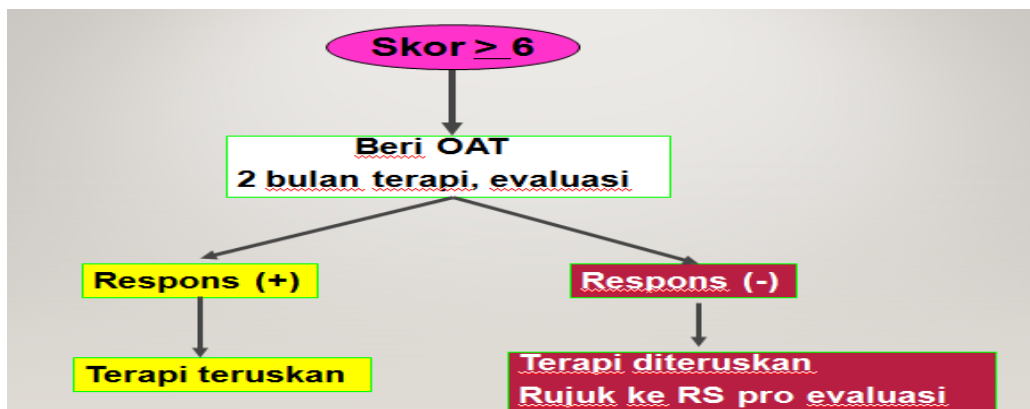 Skor ≥ 6
Beri OAT
2 bulan terapi, evaluasi
Respons (+)
Respons (-)
Terapi teruskan
Terapi diteruskan
Rujuk ke RS pro evaluasi